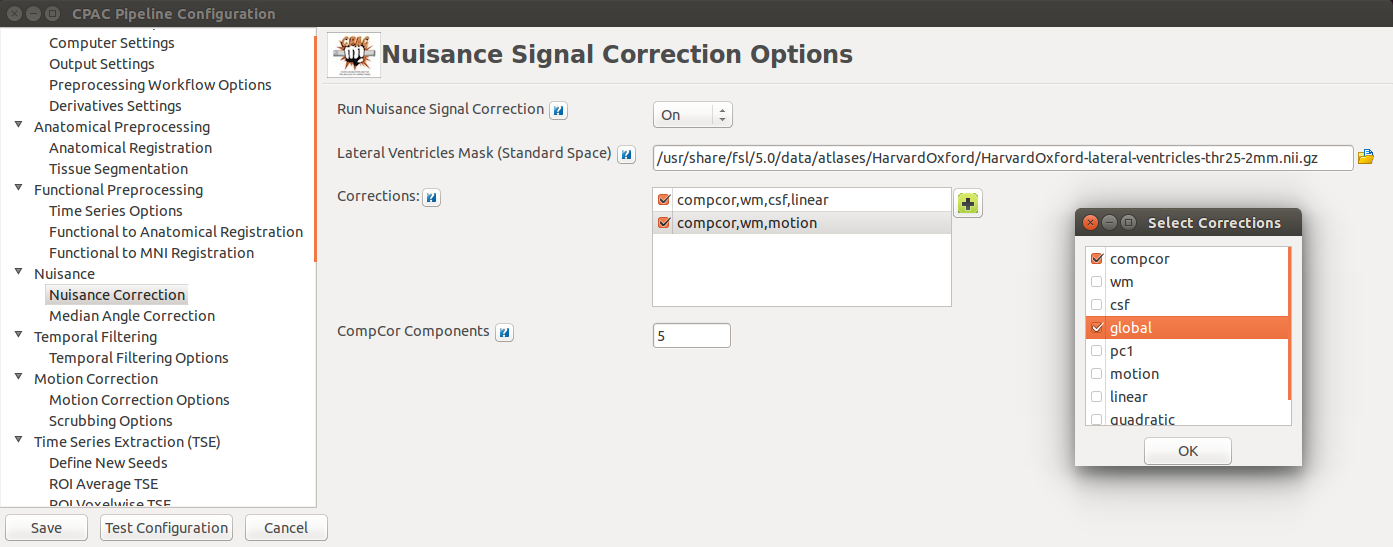 CPAC Pipeline Configuration
Computer Settings
Output Settings
Preprocessing Workflow Options
Derivatives Settings
Anatomical Preprocessing
Anatomical Registration
Tissue Segmentation
Functional Preprocessing
Time Series Options
Functional to Anatomical Registration
Functional to MNI Registration
Nuisance
Nuisance Correction
Median Angle Correction
Temporal Filtering
Temporal Filtering Options
Motion Correction
Motion Correction Options
Scrubbing Options
Time Series Extraction (TSE)
Define New Seeds
ROI Average TSE
ROI Voxelwise TSE
Save
Test Configuration
Cancel
CPAC
Nuisance Signal Correction Options
Run Nuisance Signal Correction ?
On
Lateral Ventricles Mask (Standard Space) ?
/usr/share/fsl/5.0/data/atlases/HarvardOxford/HarvardOxford-lateral-ventricles-thr25-2mm.nii.gz
Corrections: ?
compcor,wm,csf,linear
compcor,wm,motion
CompCor Components ?
5
Select Corrections
compcor
wm
csf
global
pc1
motion
linear
quadratic
OK